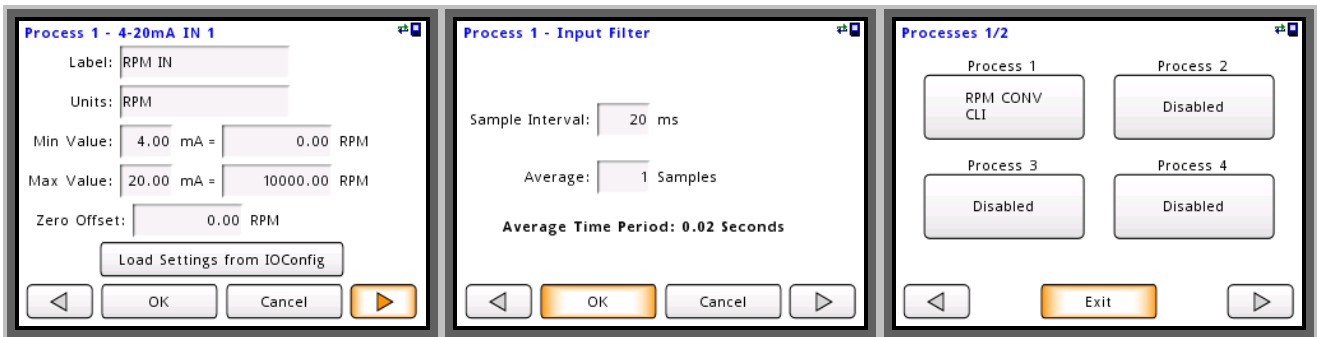 Process 1 - 4-20mA IN 1
Label: RPM IN
Units: RPM
Min Value: 4.00 mA = 0.00 RPM
Max Value: 20.00 mA = 10000.00 RPM
Zero Offset: 0.00 RPM
Load Settings from IOConfig
OK Cancel
Process 1 - Input Filter
Sample Interval: 20 ms
Average: 1 Samples
Average Time Period: 0.02 Seconds
OK Cancel
Processes 1/2
Process 1 Process 2
RPM CONV
CLI
Disabled
Process 3 Process 4
Disabled Disabled
Exit